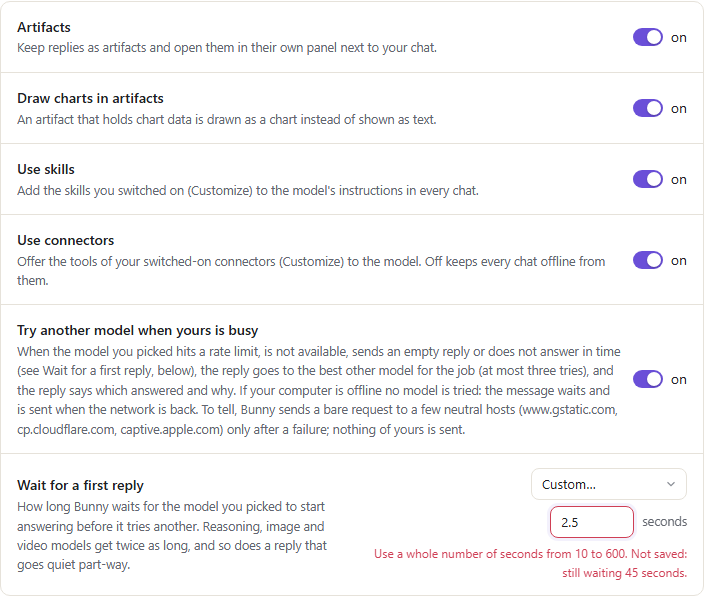 Artifacts
Keep replies as artifacts and open them in their own panel next to your chat.
on
Draw charts in artifacts
An artifact that holds chart data is drawn as a chart instead of shown as text.
on
Use skills
Add the skills you switched on (Customize) to the model's instructions in every chat.
on
Use connectors
Offer the tools of your switched-on connectors (Customize) to the model. Off keeps every chat offline from
them.
on
Try another model when yours is busy
When the model you picked hits a rate limit, is not available, sends an empty reply or does not answer in time
(see Wait for a first reply, below), the reply goes to the best other model for the job (at most three tries), and
the reply says which answered and why. If your computer is offline no model is tried: the message waits and
is sent when the network is back. To tell, Bunny sends a bare request to a few neutral hosts (www.gstatic.com,
cp.cloudflare.com, captive.apple.com) only after a failure; nothing of yours is sent.
on
Wait for a first reply
How long Bunny waits for the model you picked to start
answering before it tries another. Reasoning, image and
video models get twice as long, and so does a reply that
goes quiet part-way.
Custom...
2.5
seconds
Use a whole number of seconds from 10 to 600. Not saved:
still waiting 45 seconds.